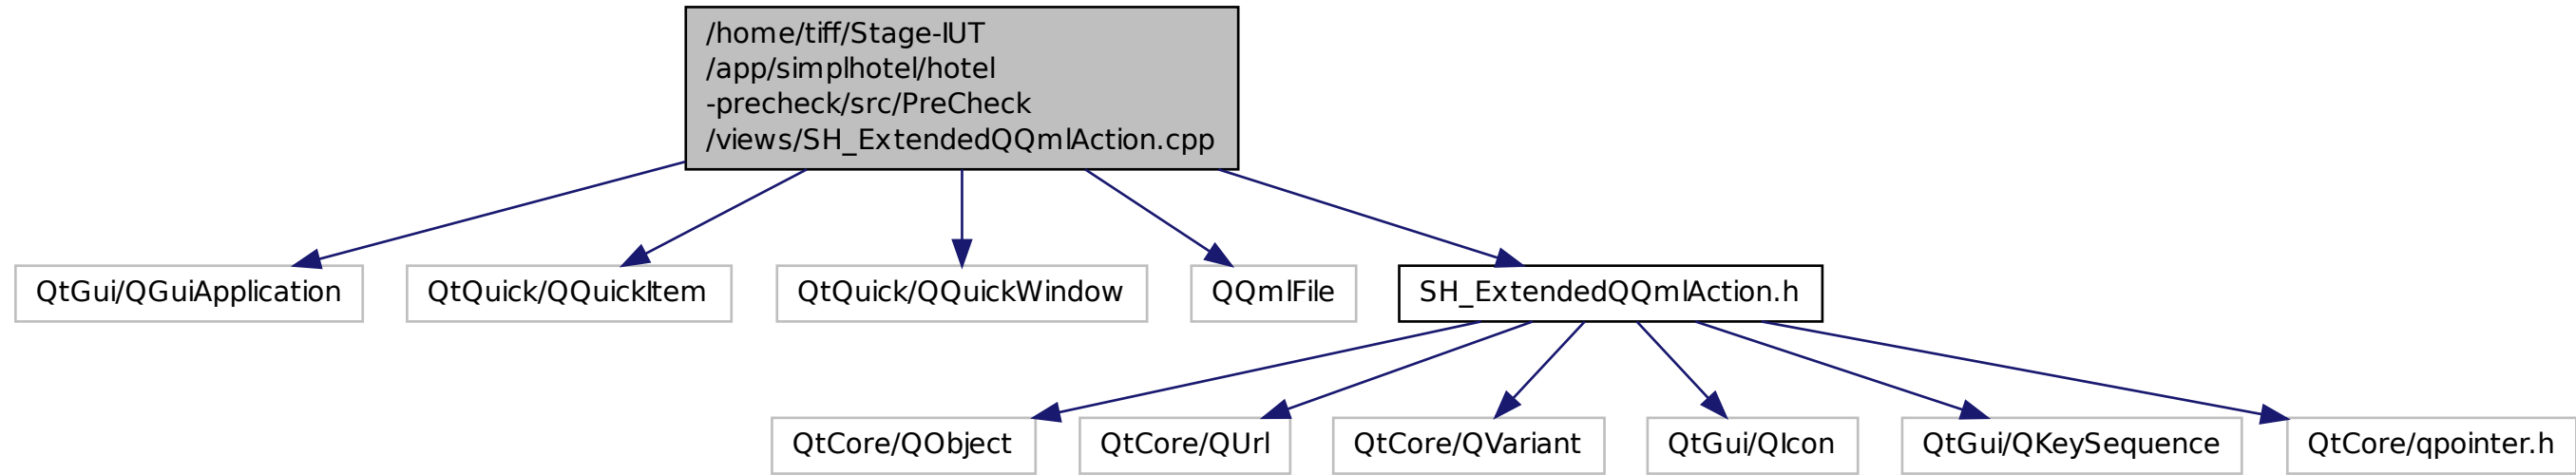 /home/tiff/Stage-IUT
/app/simplhotel/hotel
-precheck/src/PreCheck
/views/SH_ExtendedQQmlAction.cpp
QtGui/QGuiApplication
QtQuick/QQuickItem
QtQuick/QQuickWindow
QQmlFile
SH_ExtendedQQmlAction.h
QtCore/QObject
QtCore/QUrl
QtCore/QVariant
QtGui/QIcon
QtGui/QKeySequence
QtCore/qpointer.h